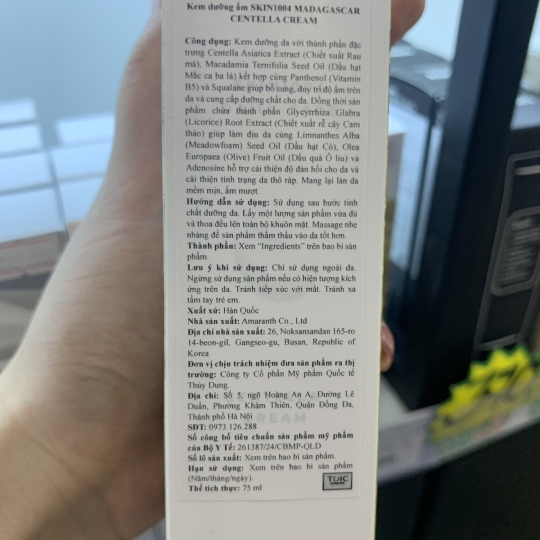 Kem dưỡng ẩm SKIN1004 MADAGASCAR
CENTELLA CREAM
Công dụng: Kem dưỡng da với thành phần đặc
trưng Centella Asiatica Extract (Chiết xuất Rau
má), Macadamia Ternifolia Seed Oil (Dầu hạt
Mắc ca ba lá) kết hợp cùng Panthenol (Vitamin
B5) và Squalane giúp bổ sung, duy trì độ ẩm trên
da và cung cấp dưỡng chất cho da. Đồng thời sản
phẩm chứa thành phần Glycyrrhiza Glabra
(Licorice) Root Extract (Chiết xuất rễ cây Cam
thảo) giúp làm dịu da cùng Limnanthes Alba
(Meadowfoam) Seed Oil (Dầu hạt Cỏ), Olea
Europaea (Olive) Fruit Oil (Dầu quả Ô liu) và
Adenosine hỗ trợ cải thiện độ đàn hồi cho da và
cải thiện tình trạng da thô ráp. Mang lại làn da
mềm mịn, ẩm mượt.
Hướng dẫn sử dụng: Sử dụng sau bước tinh
chất dưỡng da. Lấy một lượng sản phẩm vừa đủ
và thoa đều lên toàn bộ khuôn mặt. Massage nhẹ
nhàng để sản phẩm thẩm thấu vào da tốt hơn.
Thành phần: Xem "Ingredients" trên bao bì sản
phẩm.
Lưu ý khi sử dụng: Chỉ sử dụng ngoài da.
Ngừng sử dụng sản phẩm nếu có hiện tượng kích
ứng trên da. Tránh tiếp xúc với mắt. Tránh xa
tầm tay trẻ em.
Xuất xứ: Hàn Quốc
Nhà sản xuất: Amaranth Co., Ltd
Địa chỉ nhà sản xuất: 26, Noksansandan 165-ro
14-beon-gil, Gangseo-gu, Busan, Republic of
Korea
Đơn vị chịu trách nhiệm đưa sản phẩm ra thị
trường: Công ty Cổ phần Mỹ phẩm Quốc tế
Thùy Dung.
Địa chỉ: Số 5, ngõ Hoàng An A, Đường Lê
Duẩn, Phường Khâm Thiên, Quận Đống Đa,
Thành phố Hà Nội
SĐT: 0973.126.288
Số công bố tiêu chuẩn sản phẩm mỹ phẩm
của Bộ Y Tế: 261387/24/CBMP-QLD
Số lô sản xuất: Xem trên bao bì sản phẩm.
Hạn sử dụng: Xem trên bao bì sản phẩm
(Năm/tháng/ngày).
Thể tích thực: 75 ml